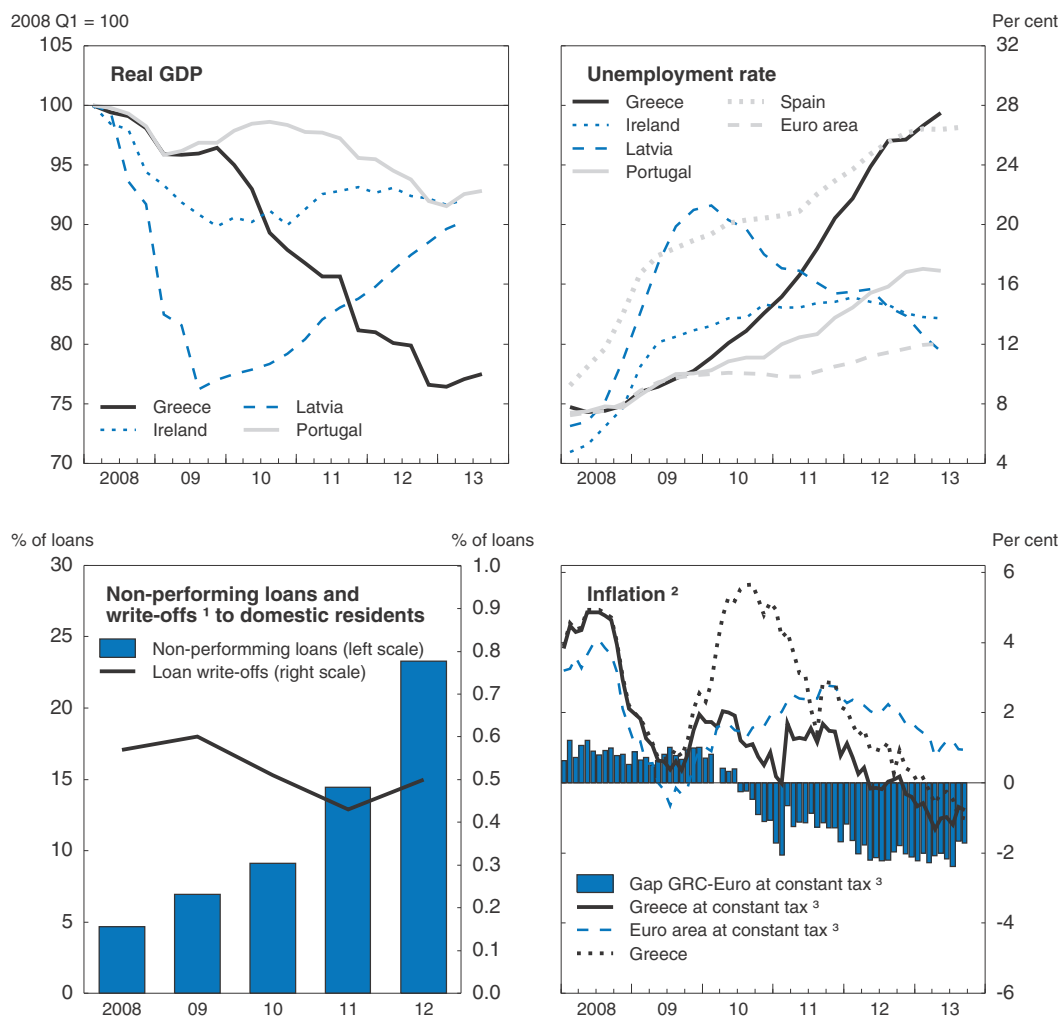 2008 Q1 = 100
105
100
95
90
85
80
75
70
Real GDP
Greece
Ireland
Latvia
Portugal
2008 09 10 11 12 13
Per cent
32
28
24
20
16
12
8
4
Unemployment rate
Greece
Ireland
Latvia
Portugal
Spain
Euro area
2008 09 10 11 12 13
% of loans
% of loans
30
25
20
15
10
5
0
1.0
0.9
0.8
0.7
0.6
0.5
0.4
0.3
0.2
0.1
0.0
Non-performing loans and
write-offs ¹ to domestic residents
Non-performming loans (left scale)
Loan write-offs (right scale)
2008 09 10 11 12
Per cent
6
4
2
0
-2
-4
-6
Inflation ²
Gap GRC-Euro at constant tax ³
Greece at constant tax ³
Euro area at constant tax ³
Greece
2008 09 10 11 12 13